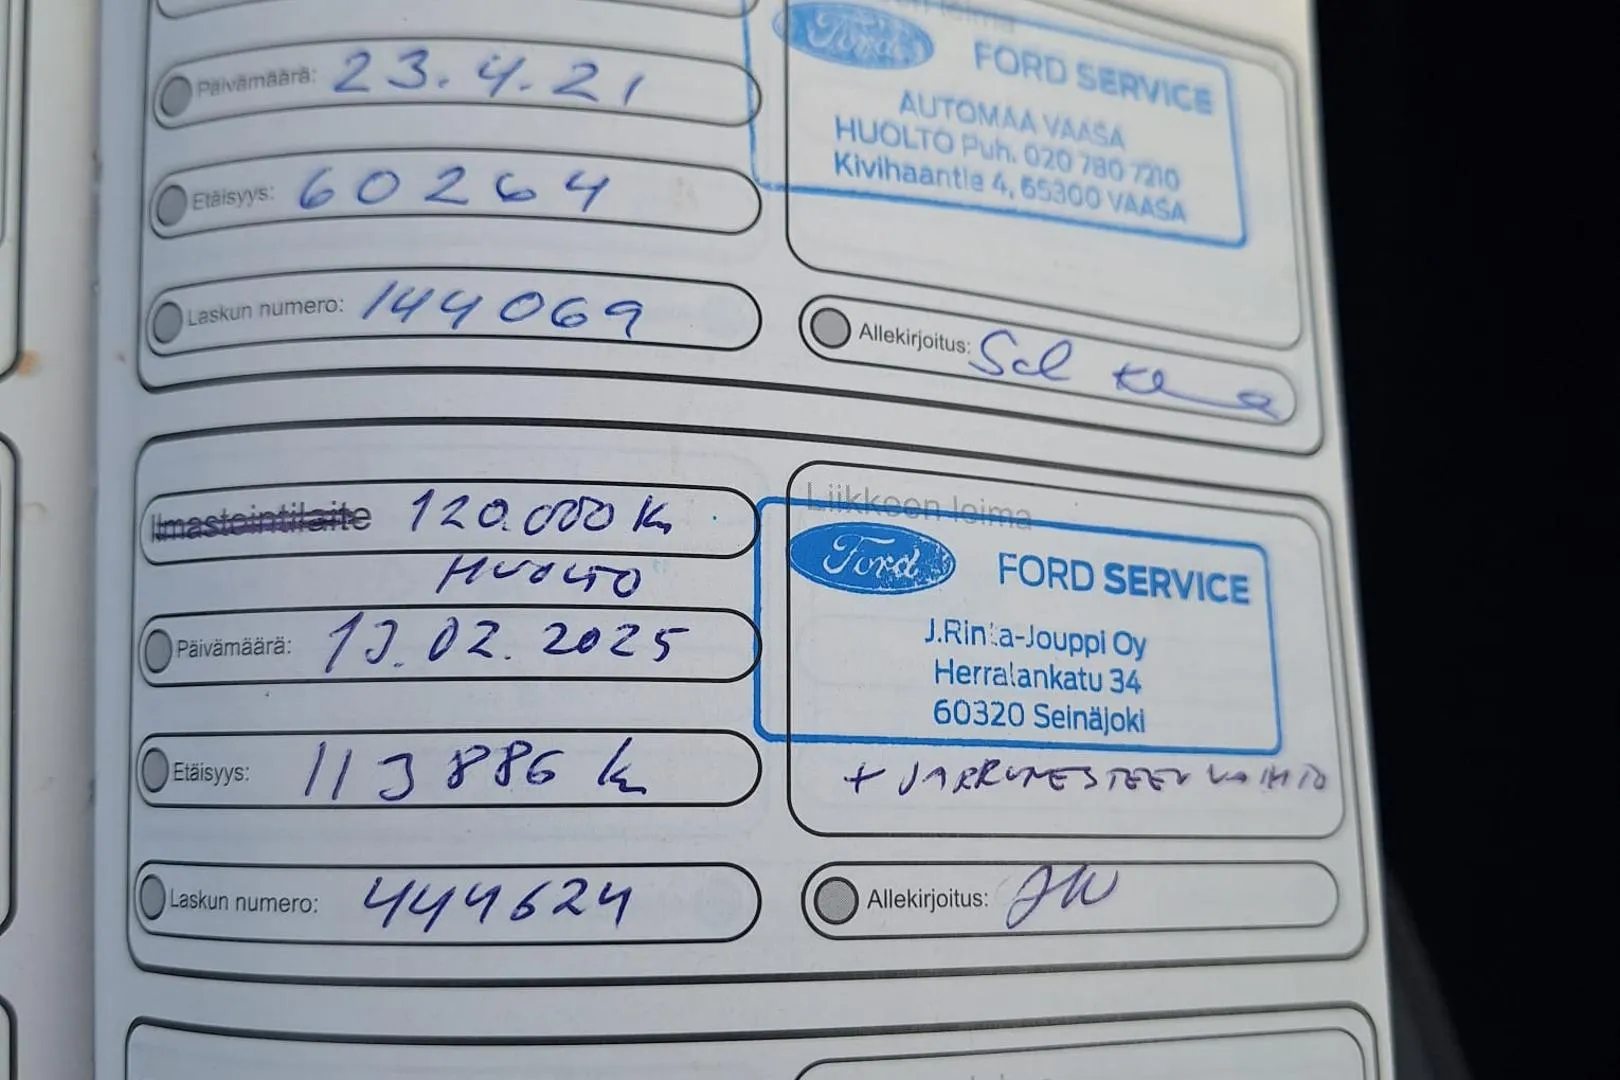 Päivämäärä: 23.4.21
Etäisyys: 60264
Laskun numero: 144069
Ford
FORD SERVICE
AUTOMAA VAASA
HUOLTO Puh. 020 780 7210
Kivihaantie 4, 65300 VAASA
Allekirjoitus:
Ilmastointilaite 120.000 km
HUOLTO
Päivämäärä: 13.02.2025
Etäisyys: 113886 km
Laskun numero: 444624
Liikkeen leima
Ford
FORD SERVICE
J.Rinta-Jouppi Oy
Herralankatu 34
60320 Seinäjoki
+ JARRUNESTEEN VAIHTO
Allekirjoitus: